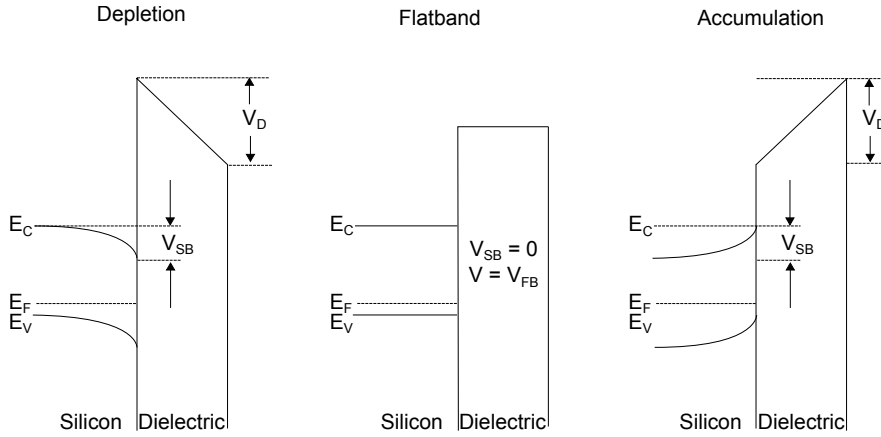 Depletion
Flatband
Accumulation
V_D
E_C
V_SB
E_F
E_V
Silicon
Dielectric
E_C
V_SB = 0
V = V_FB
E_F
E_V
Silicon
Dielectric
V_D
E_C
V_SB
E_F
E_V
Silicon
Dielectric